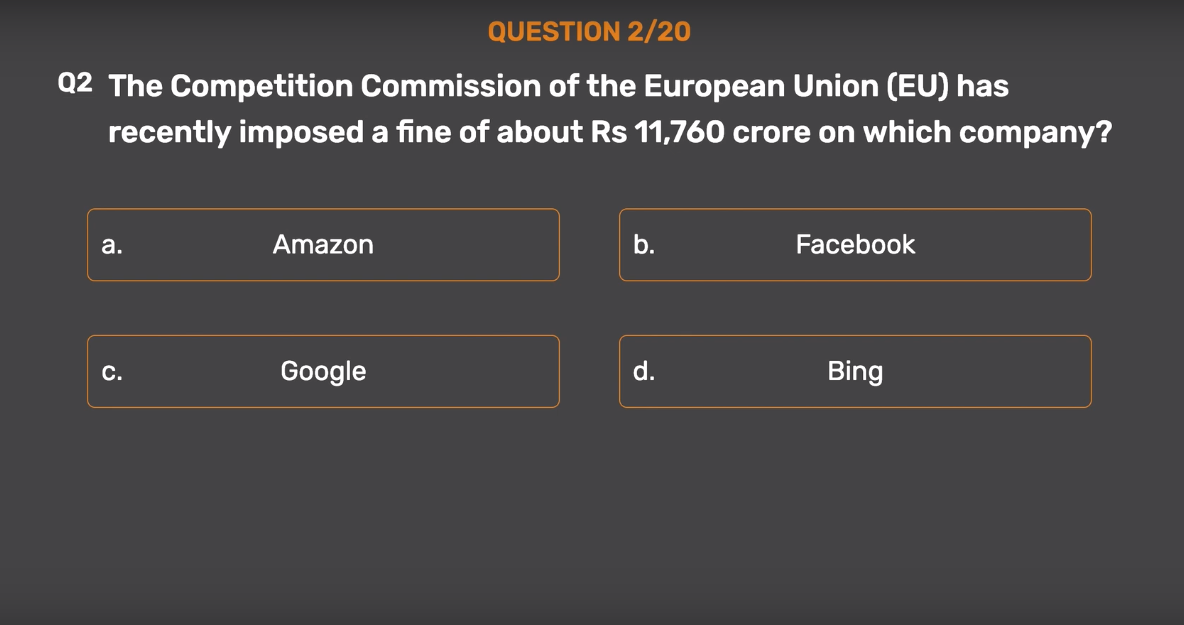 QUESTION 2/20
Q2 The Competition Commission of the European Union (EU) has
recently imposed a fine of about Rs 11,760 crore on which company?
a. Amazon
b. Facebook
c. Google
d. Bing